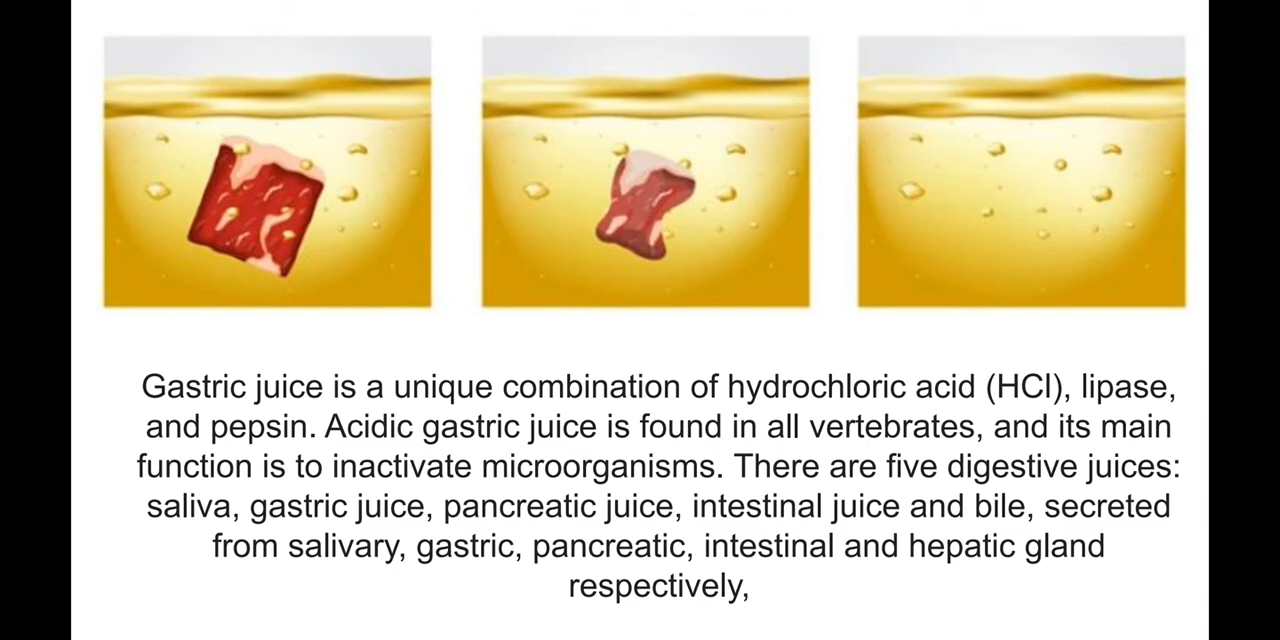 Gastric juice is a unique combination of hydrochloric acid (HCl), lipase,
and pepsin. Acidic gastric juice is found in all vertebrates, and its main
function is to inactivate microorganisms. There are five digestive juices:
saliva, gastric juice, pancreatic juice, intestinal juice and bile, secreted
from salivary, gastric, pancreatic, intestinal and hepatic gland
respectively,